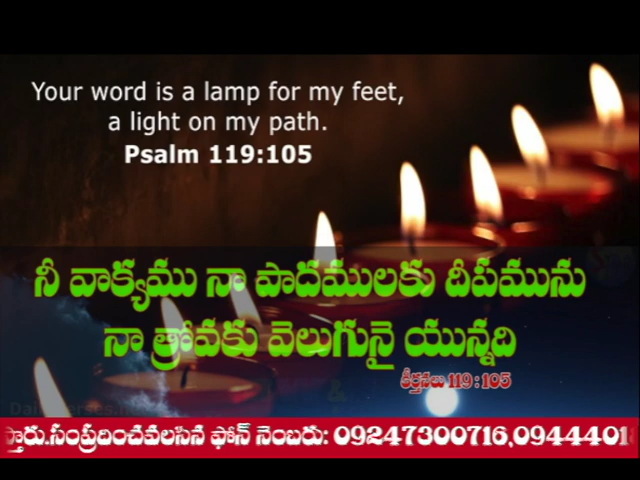 Your word is a lamp for my feet,
a light on my path.
Psalm 119:105
నీ వాక్యము నా పాదములకు దీపమును
నా త్రోవకు వెలుగునై యున్నది
కీర్తనలు 119 : 105
స్తారు.సంప్రదించవలసిన ఫోన్ నెంబరు: 09247300716,0944401